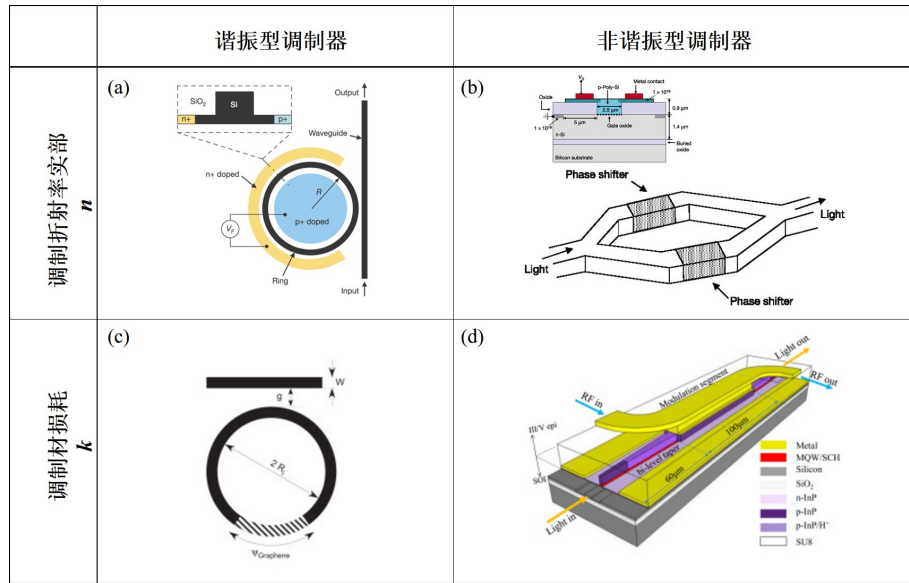 谐振型调制器
非谐振型调制器
调制折射率实部
n
(a)
SiO₂
Si
n+
p+
Output
Waveguide
n+ doped
R
p+ doped
V_F
Ring
Input
(b)
p-Poly-Si
Metal contact
Oxide
2.5 μm
0.9 μm
5 μm
Gate oxide
1.4 μm
n-Si
Buried
oxide
Silicon substrate
Phase shifter
Light
Light
Phase shifter
调制材损耗
k
(c)
W
g
2 R
Ψ_Graphene
(d)
Light out
RF out
Modulation segment
RF in
III/V epi
SOI
bi-level taper
100μm
60μm
Light in
Metal
MQW/SCH
Silicon
SiO₂
n-InP
p-InP
p-InP/H⁺
SU8